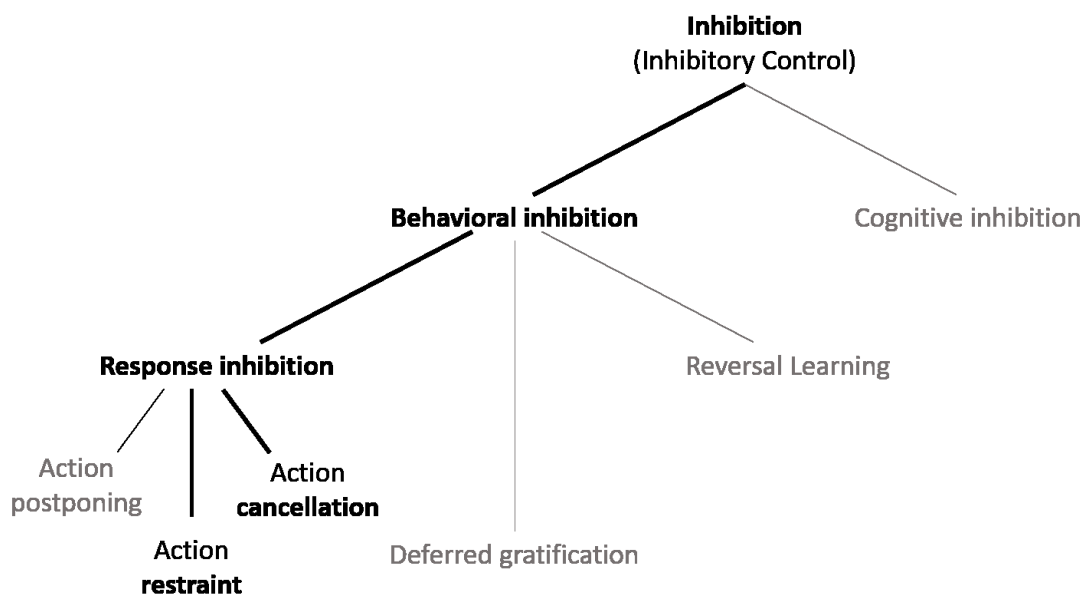 Inhibition
(Inhibitory Control)
Behavioral inhibition
Cognitive inhibition
Response inhibition
Reversal Learning
Action
postponing
Action
cancellation
Action
restraint
Deferred gratification